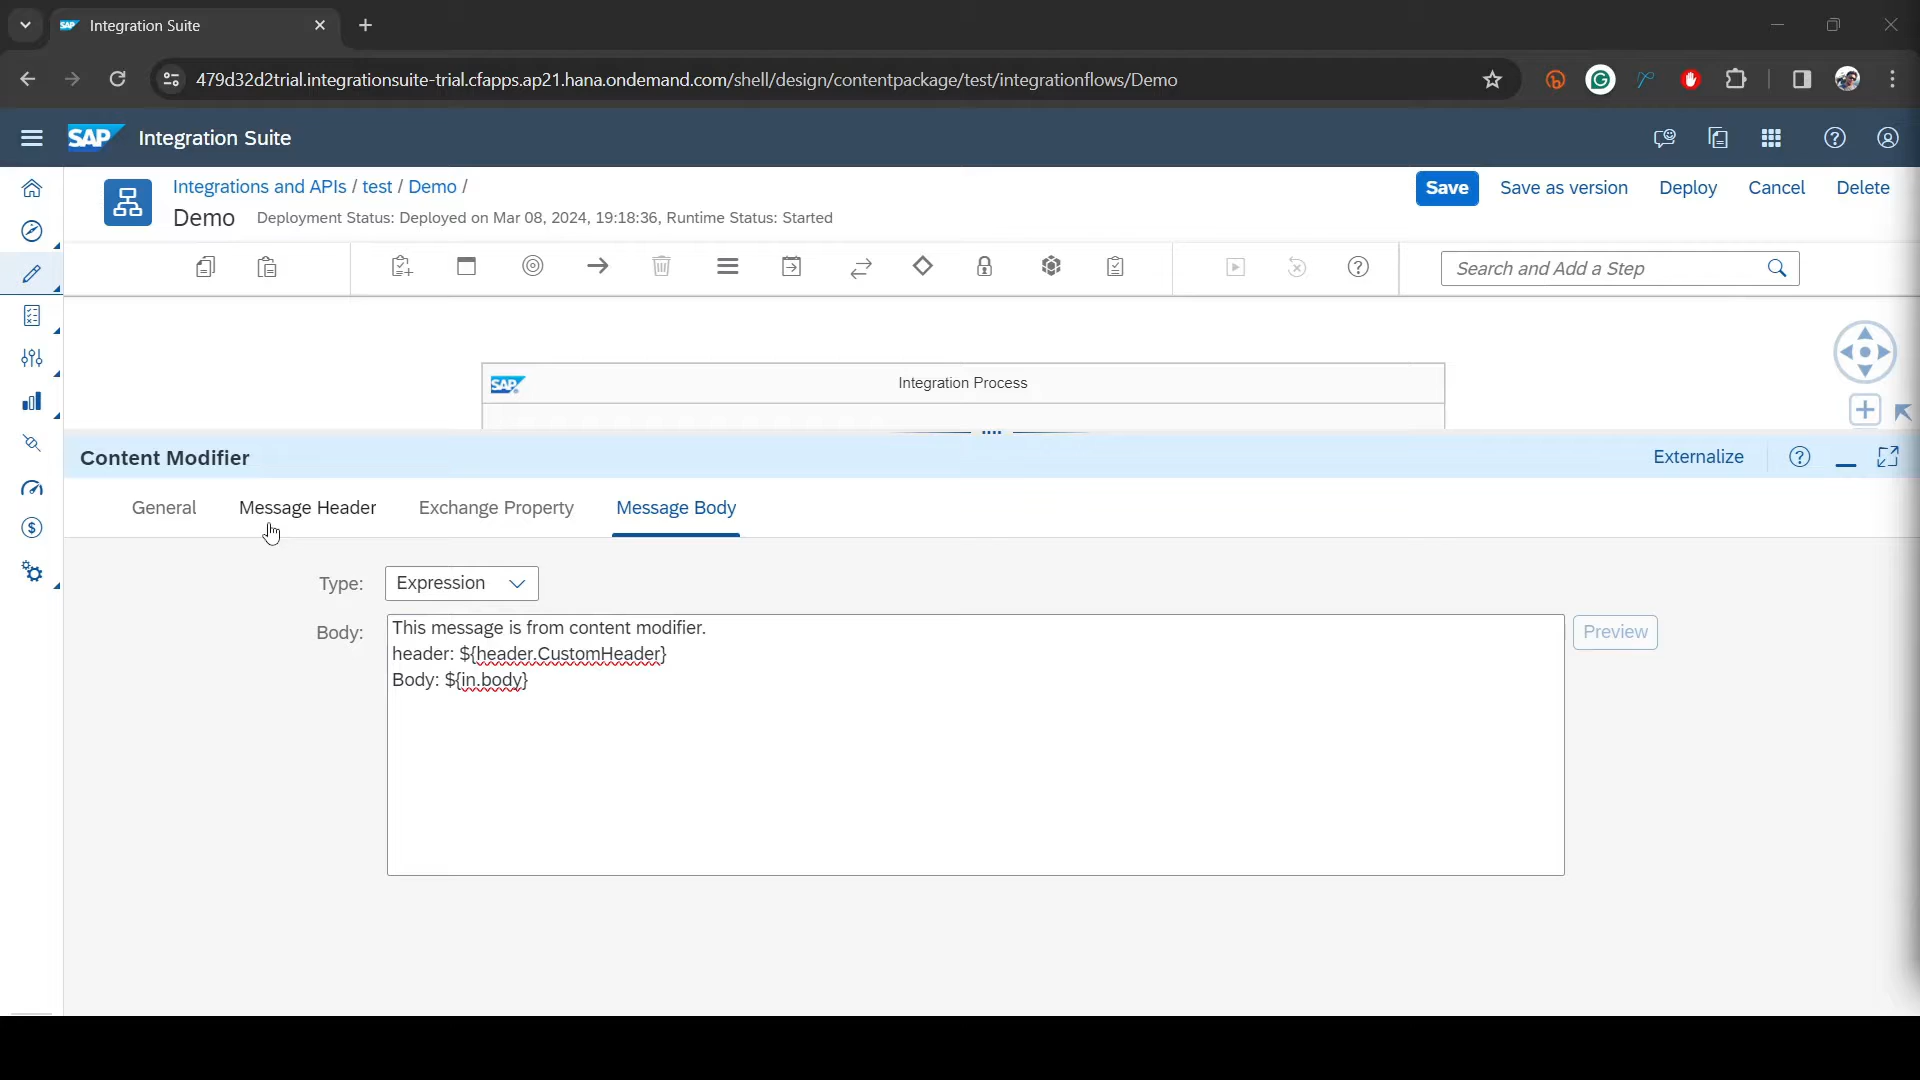 SAP Integration Suite
479d32d2trial.integrationsuite-trial.cfapps.ap21.hana.ondemand.com/shell/design/contentpackage/test/integrationflows/Demo
SAP Integration Suite
Integrations and APIs / test / Demo /
Save Save as version Deploy Cancel Delete
Demo Deployment Status: Deployed on Mar 08, 2024, 19:18:36, Runtime Status: Started
Search and Add a Step
SAP Integration Process
Content Modifier Externalize
General Message Header Exchange Property Message Body
Type: Expression
Body: This message is from content modifier.
Preview
header: ${header.CustomHeader}
Body: ${in.body}